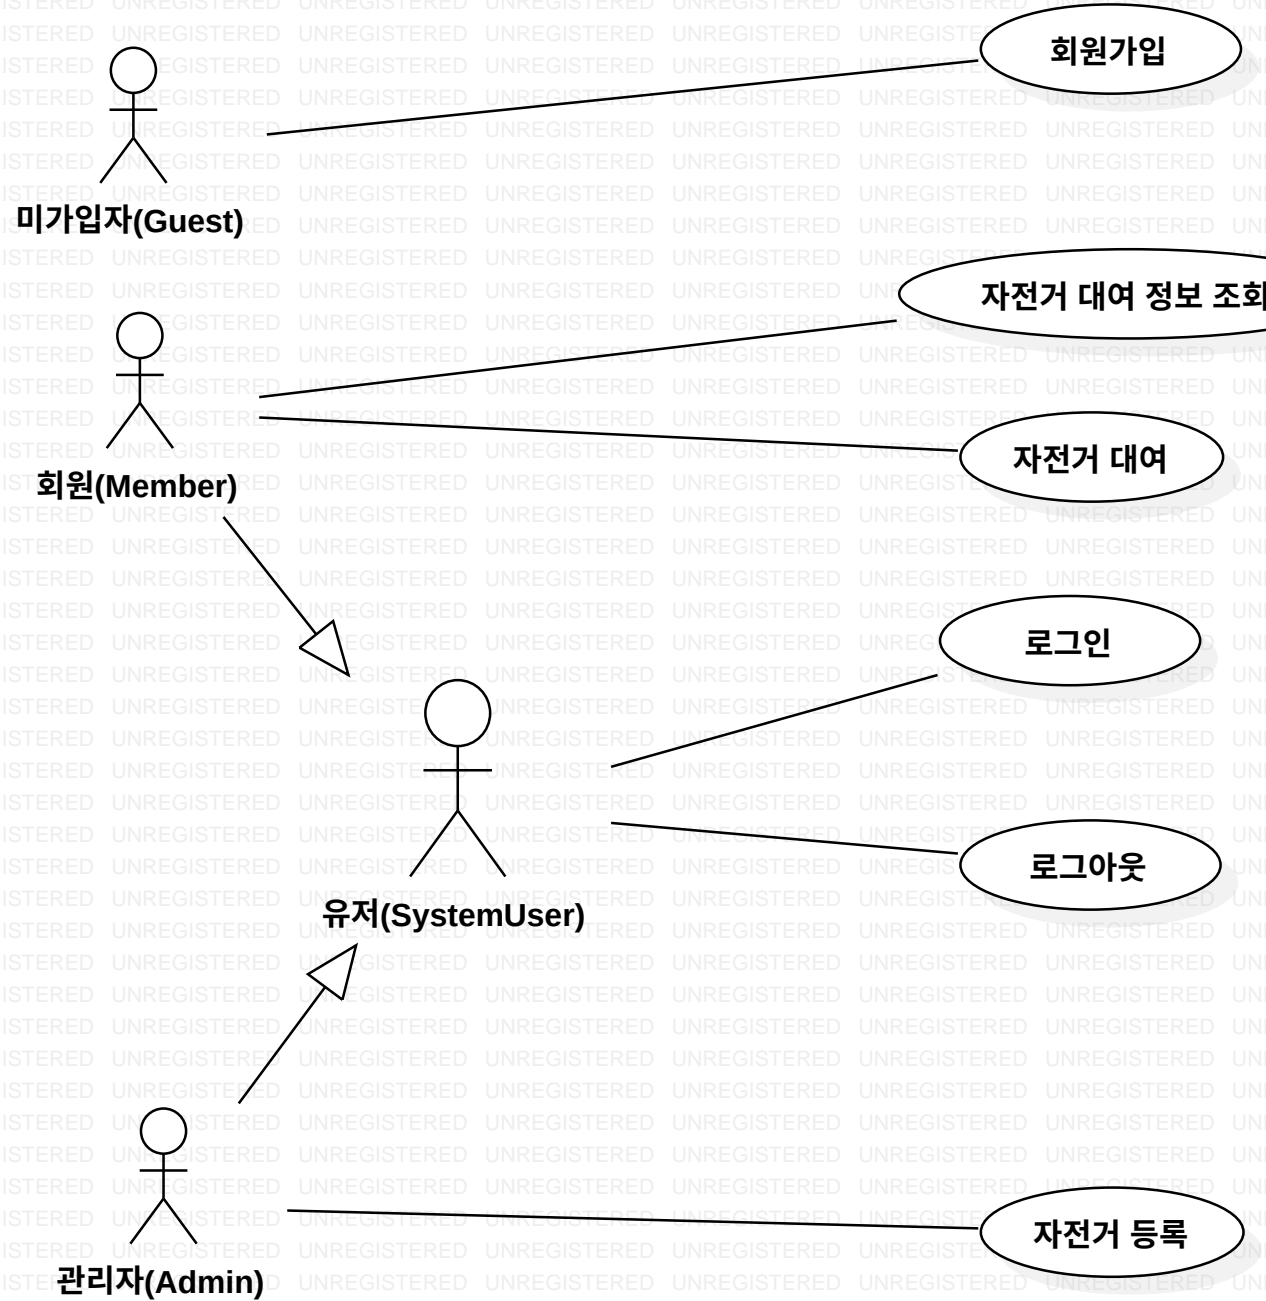 회원가입
미가입자(Guest)
자전거 대여 정보 조회
자전거 대여
회원(Member)
로그인
로그아웃
유저(SystemUser)
자전거 등록
관리자(Admin)
UNREGISTERED